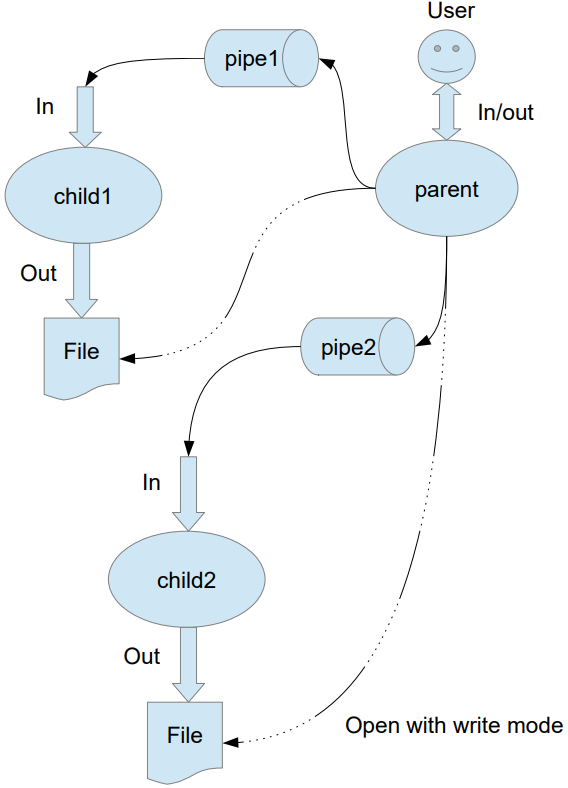 User
pipe1
In
In/out
child1
parent
Out
File
pipe2
In
child2
Out
File
Open with write mode